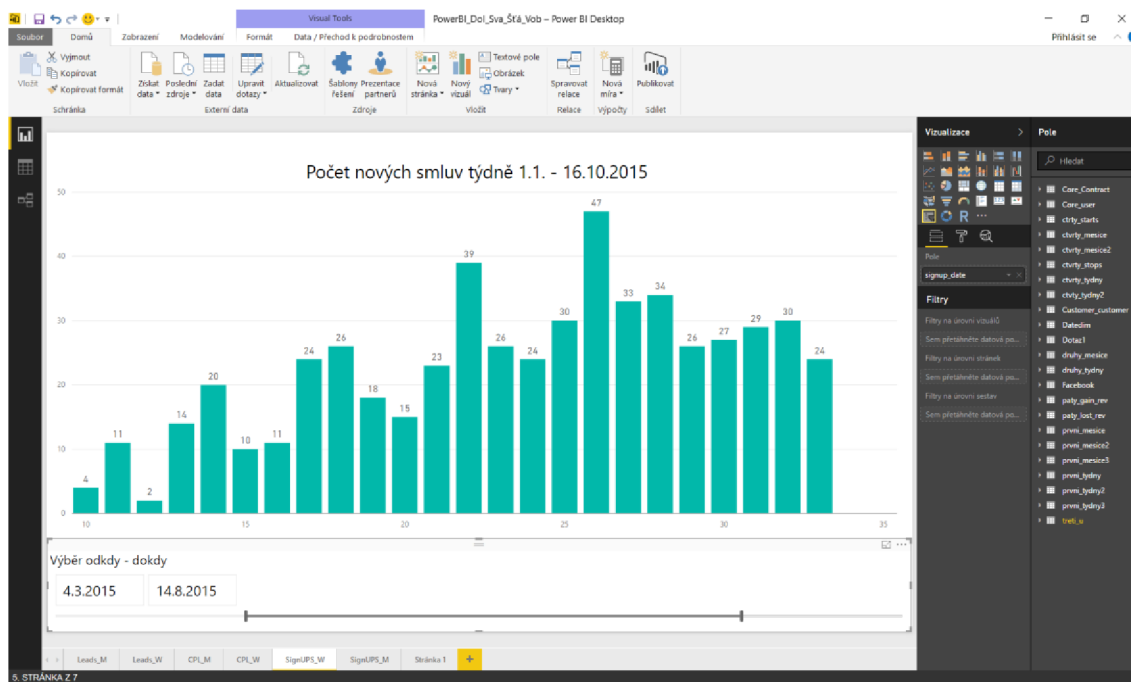 Visual Tools
PowerBI_Dol_Sva_Šťá_Vob – Power BI Desktop
Soubor Domů Zobrazení Modelování Formát Data / Přechod k podrobnostem Přihlásit se
Vložit
Vyjmout
Kopírovat
Kopírovat formát
Schránka
Získat data
Poslední zdroje
Zadat data
Upravit dotazy
Externí data
Aktualizovat
Šablony řešení
Prezentace partnerů
Zdroje
Nová stránka
Nový vizuál
Textové pole
Obrázek
Tvary
Vložit
Spravovat relace
Relace
Nová míra
Výpočty
Publikovat
Sdílet
Počet nových smluv týdně 1.1. - 16.10.2015
50
40
30
20
10
0
4 11 2 14 20 10 11 24 26 18 15 23 39 26 24 30 47 33 34 26 27 29 30 24
10 15 20 25 30 35
Výběr odkdy - dokdy
4.3.2015 14.8.2015
Leads_M Leads_W CPL_M CPL_W SignUPS_W SignUPS_M Stránka 1 +
5. STRÁNKA Z 7
Vizualizace
R
Pole
signup_date
Filtry
Filtry na úrovni vizuálů
Sem přetáhněte datová po...
Filtry na úrovni stránek
Sem přetáhněte datová po...
Filtry na úrovni sestav
Sem přetáhněte datová po...
Pole
Hledat
Core_Contract
Core_user
ctrty_starts
ctvrty_mesice
ctvrty_mesice2
ctvrty_stops
ctvrty_tydny
ctvty_tydny2
Customer_customer
Datedim
Dotaz1
druhy_mesice
druhy_tydny
Facebook
paty_gain_rev
paty_lost_rev
prvni_mesice
prvni_mesice2
prvni_mesice3
prvni_tydny
prvni_tydny2
prvni_tydny3
treti_u